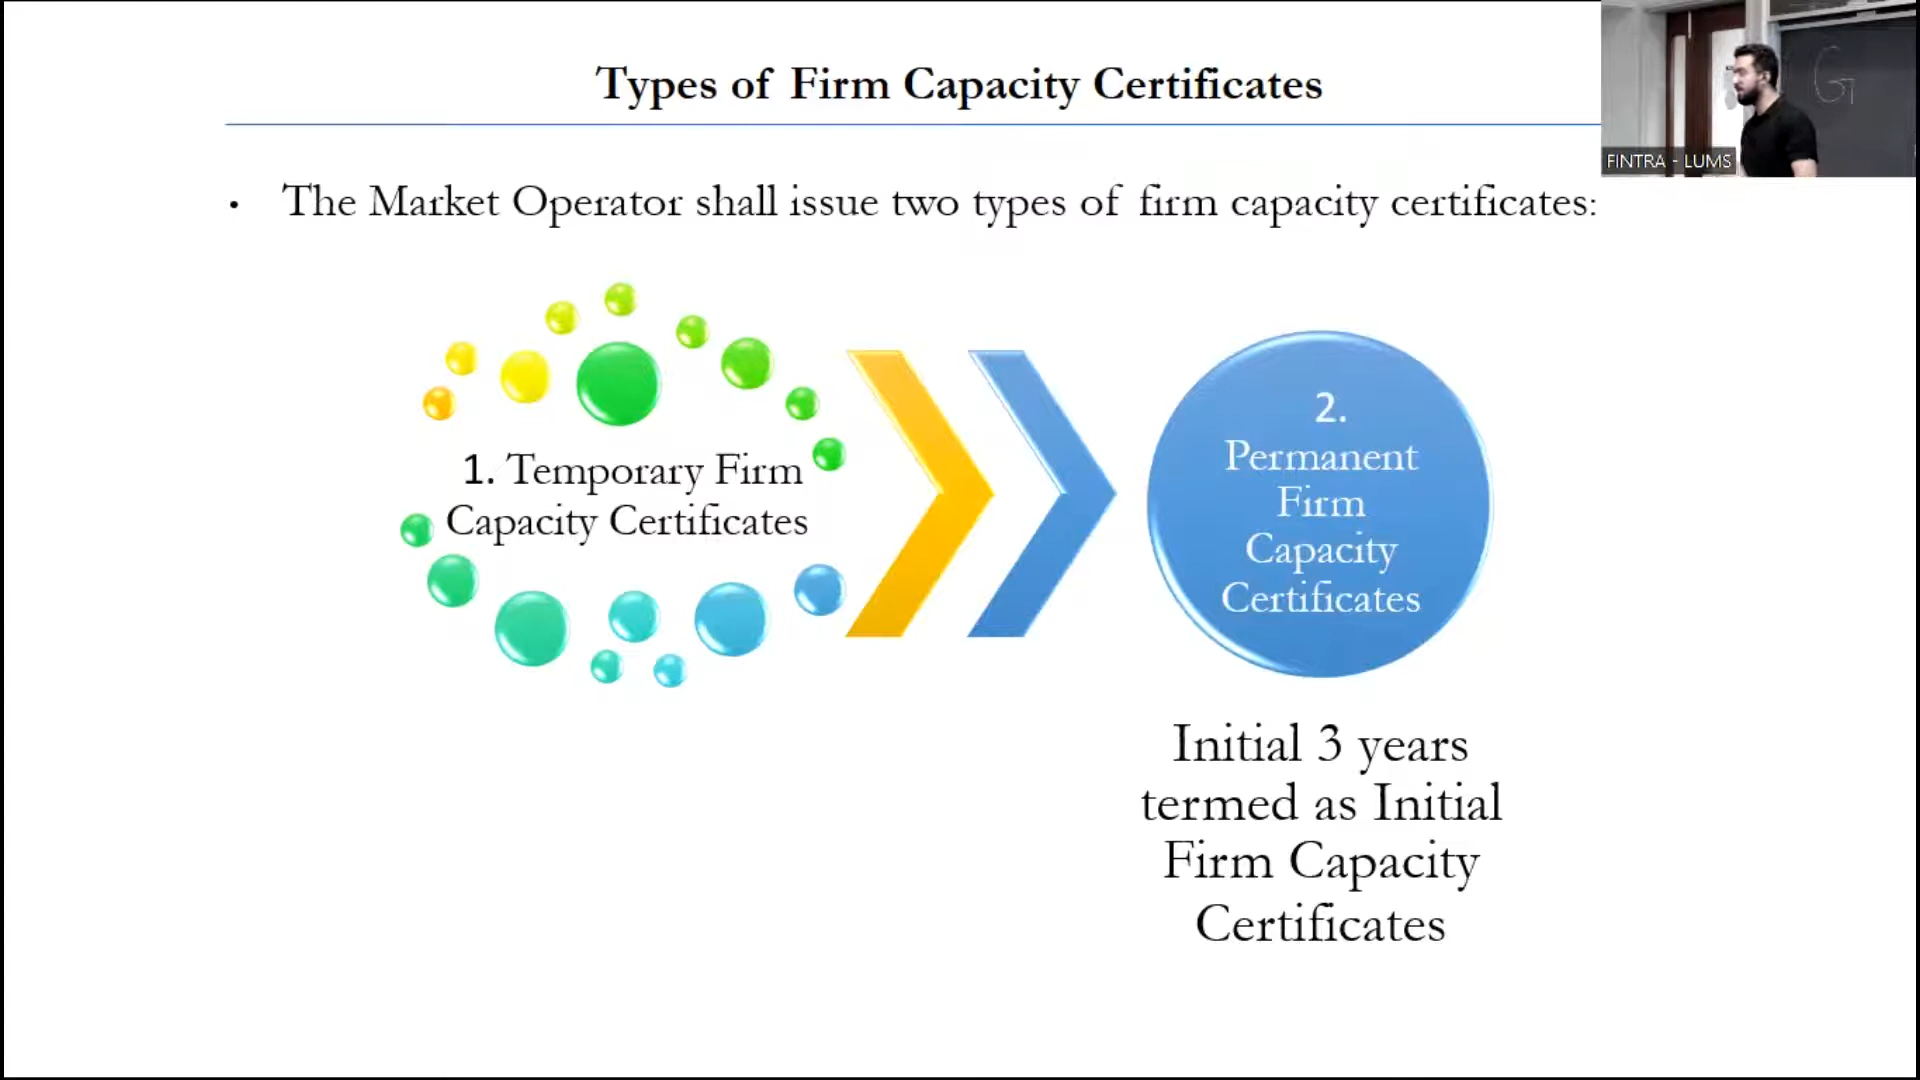 Types of Firm Capacity Certificates
FINTRA - LUMS
G
• The Market Operator shall issue two types of firm capacity certificates:
1. Temporary Firm
Capacity Certificates
2.
Permanent
Firm
Capacity
Certificates
Initial 3 years
termed as Initial
Firm Capacity
Certificates